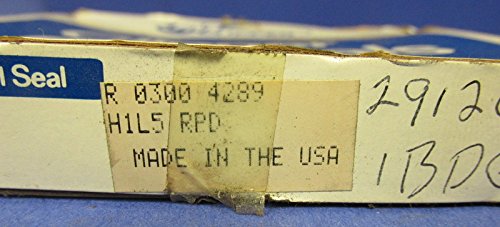 l Seal
R 0300 4289
H1L5 RPD
MADE IN THE USA
2912
1BD